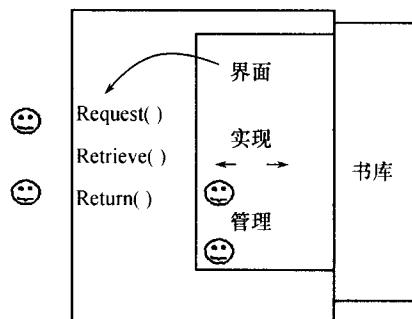 界面
Request( )
实现
Retrieve( )
书库
Return( )
管理